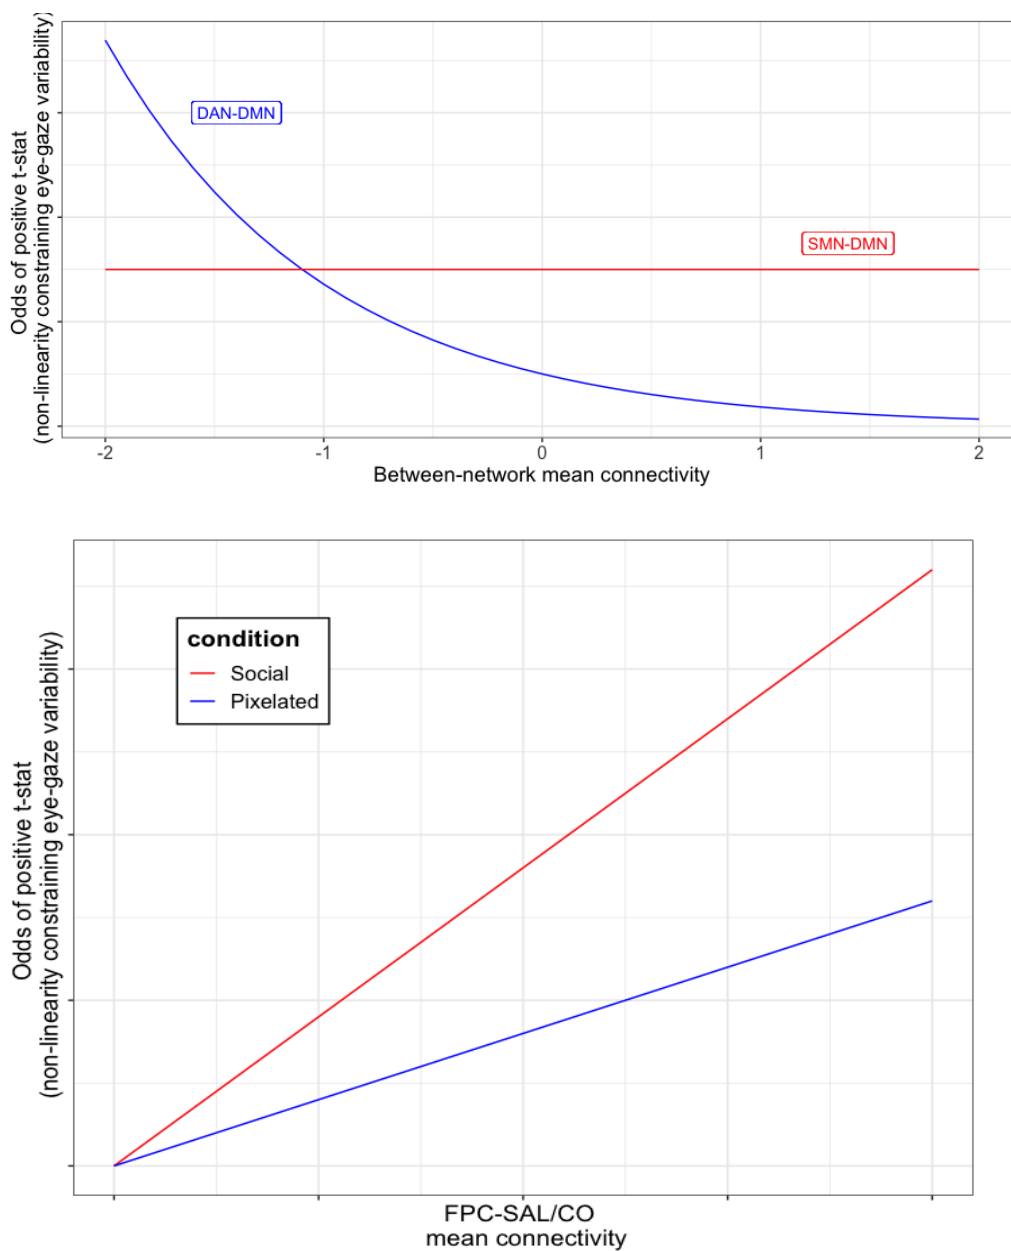 Odds of positive t-stat
(non-linearity constraining eye-gaze variability)
DAN-DMN
SMN-DMN
-2
-1
0
1
2
Between-network mean connectivity
Odds of positive t-stat
(non-linearity constraining eye-gaze variability)
condition
Social
Pixelated
FPC-SAL/CO
mean connectivity